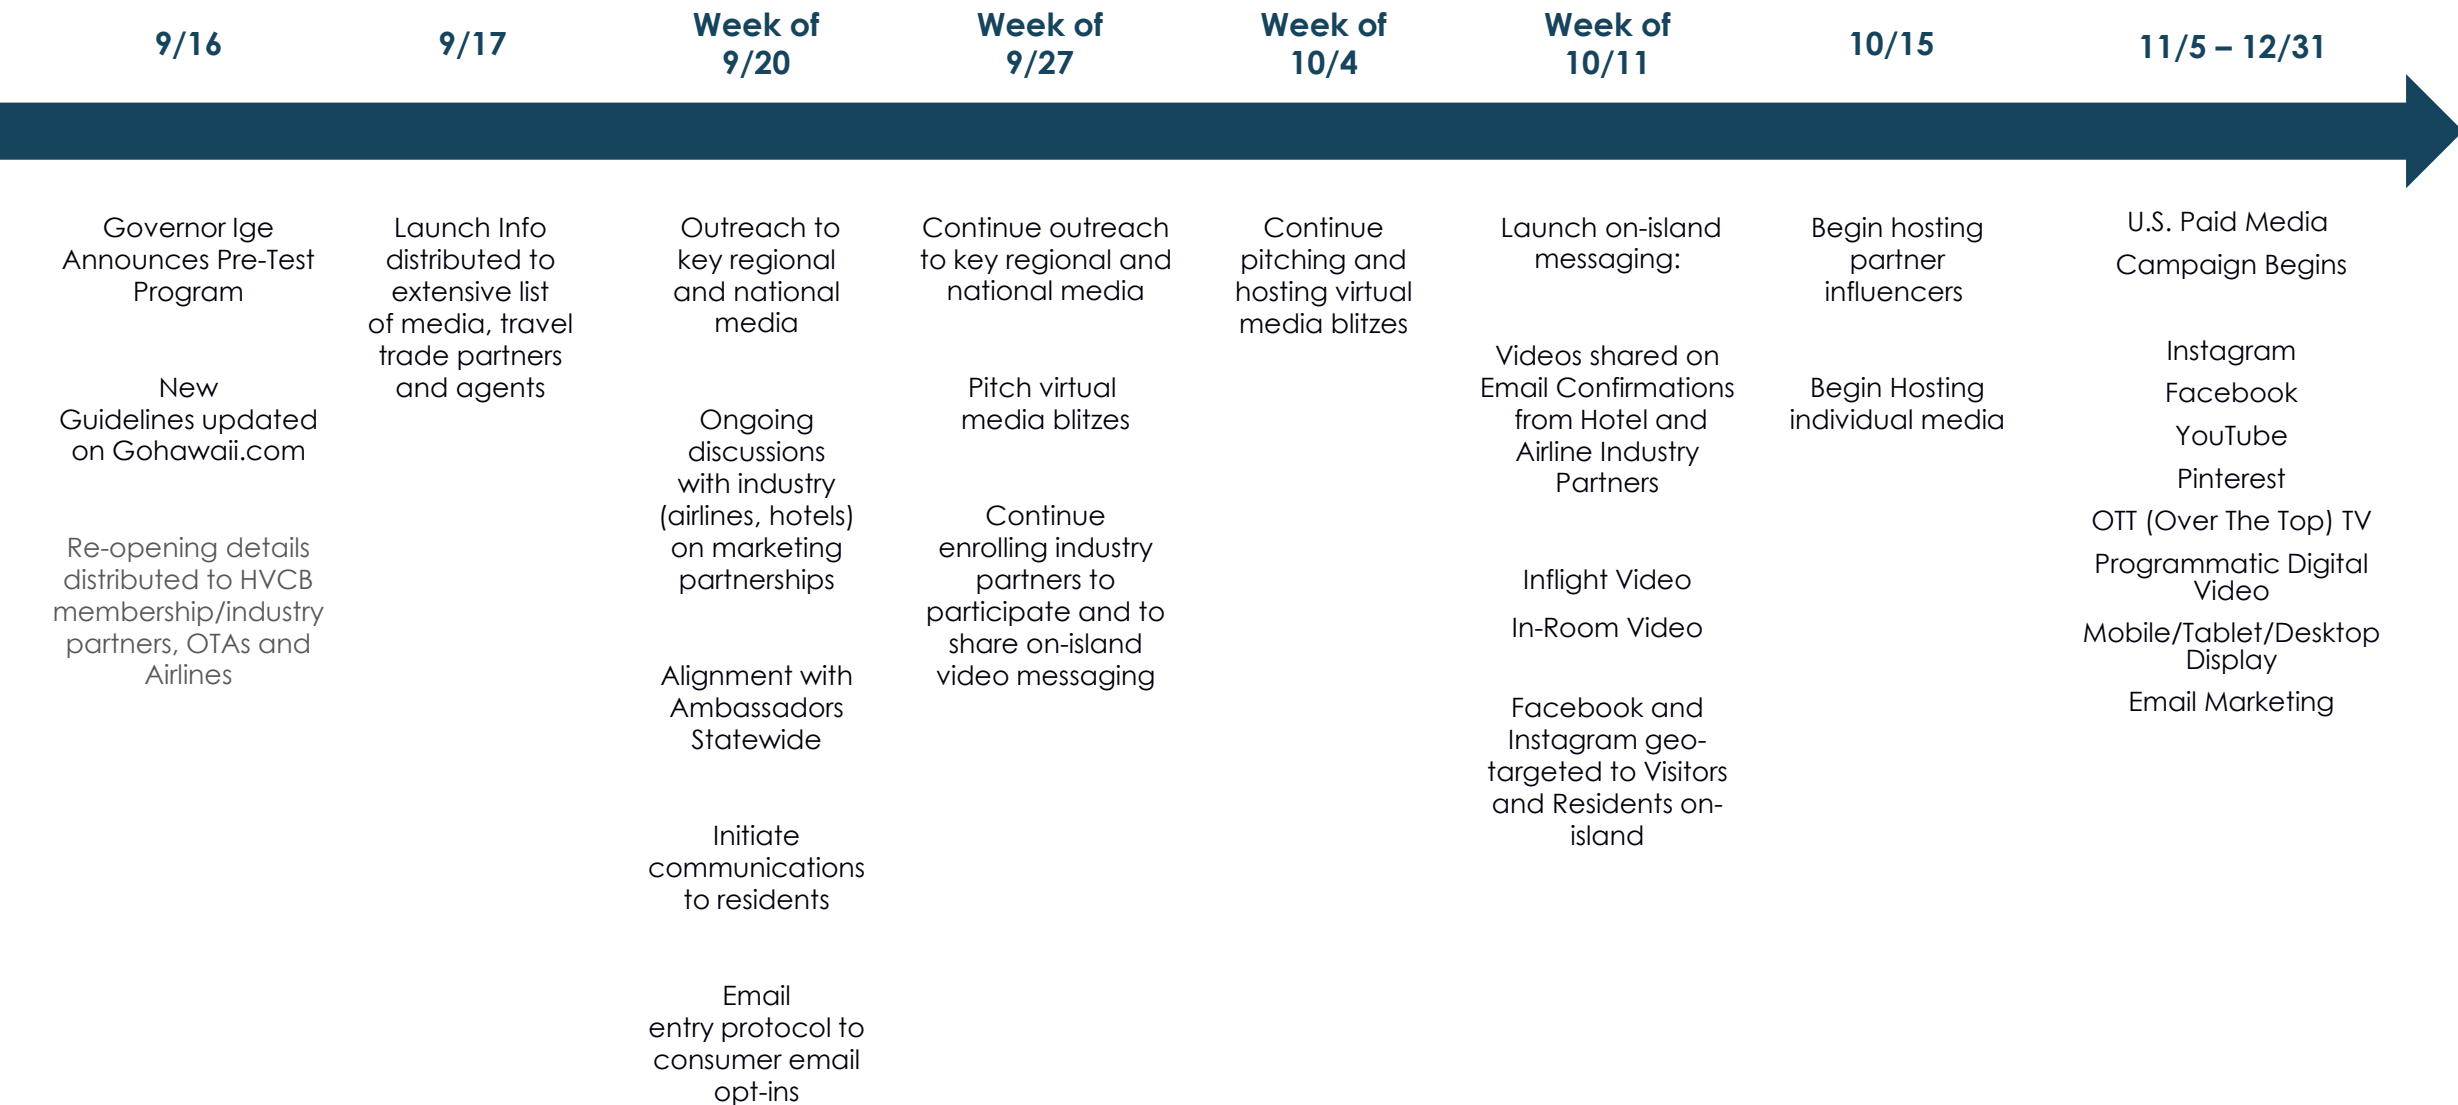 9/16
9/17
Week of
9/20
Week of
9/27
Week of
10/4
Week of
10/11
10/15
11/5 – 12/31
Governor Ige
Announces Pre-Test
Program
New
Guidelines updated
on Gohawaii.com
Re-opening details
distributed to HVCB
membership/industry
partners, OTAs and
Airlines
Launch Info
distributed to
extensive list
of media, travel
trade partners
and agents
Outreach to
key regional
and national
media
Ongoing
discussions
with industry
(airlines, hotels)
on marketing
partnerships
Alignment with
Ambassadors
Statewide
Initiate
communications
to residents
Email
entry protocol to
consumer email
opt-ins
Continue outreach
to key regional and
national media
Pitch virtual
media blitzes
Continue
enrolling industry
partners to
participate and to
share on-island
video messaging
Continue
pitching and
hosting virtual
media blitzes
Launch on-island
messaging:
Videos shared on
Email Confirmations
from Hotel and
Airline Industry
Partners
Inflight Video
In-Room Video
Facebook and
Instagram geo-
targeted to Visitors
and Residents on-
island
Begin hosting
partner
influencers
Begin Hosting
individual media
U.S. Paid Media
Campaign Begins
Instagram
Facebook
YouTube
Pinterest
OTT (Over The Top) TV
Programmatic Digital
Video
Mobile/Tablet/Desktop
Display
Email Marketing